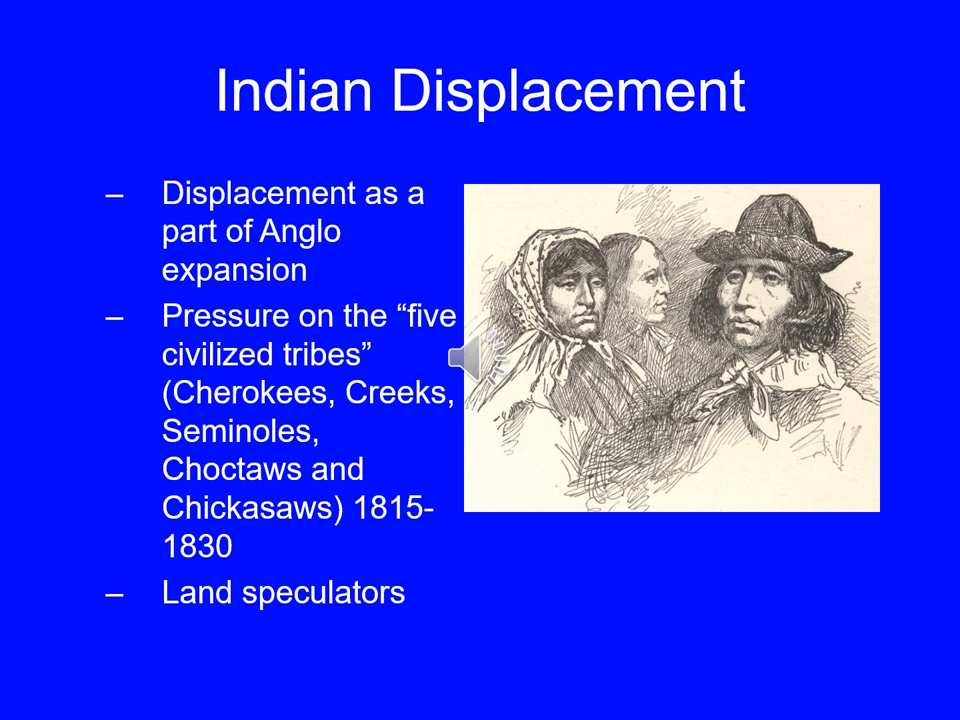 Indian Displacement
– Displacement as a
part of Anglo
expansion
– Pressure on the “five
civilized tribes”
(Cherokees, Creeks,
Seminoles,
Choctaws and
Chickasaws) 1815-
1830
– Land speculators